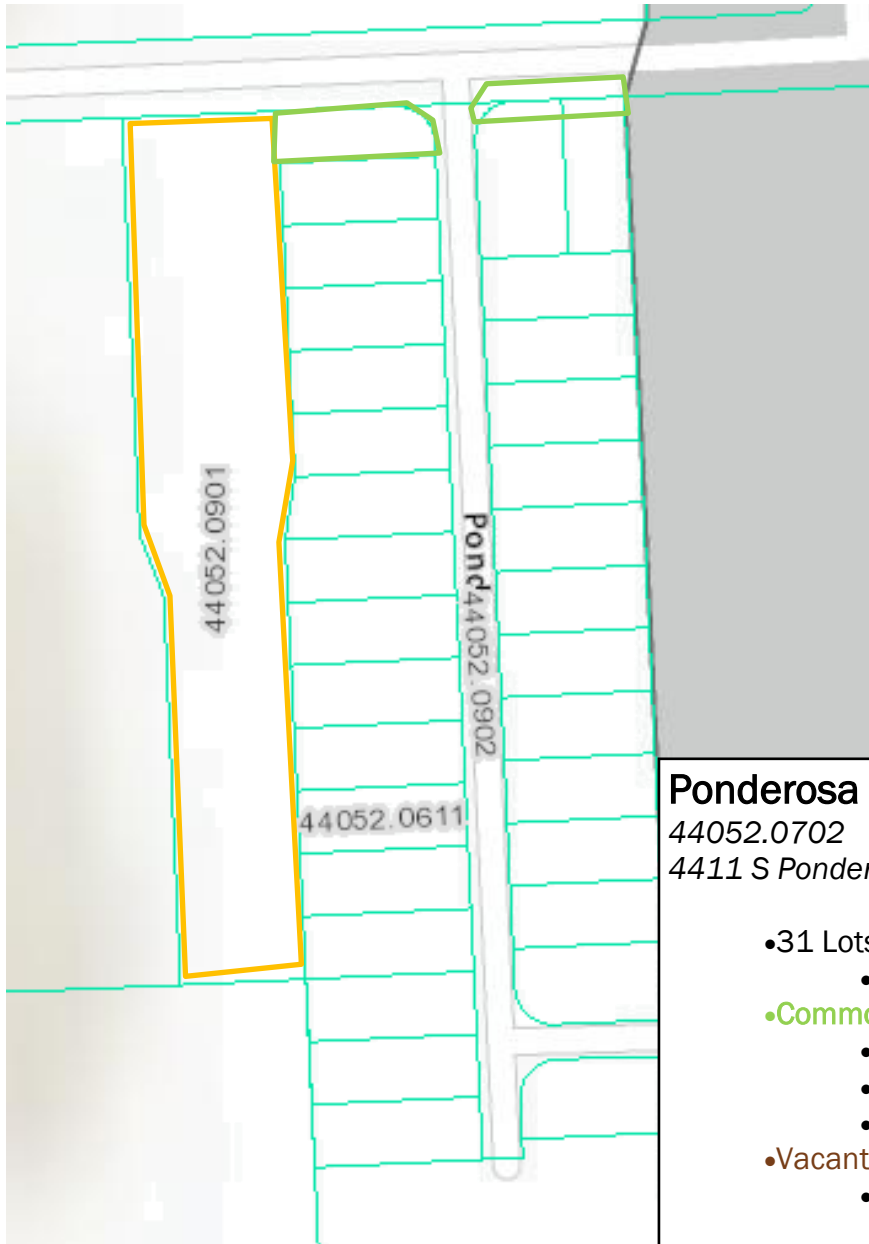 44052.0901
Pond
44052.0902
44052.0611
Ponderosa
44052.0702
4411 S Ponder
•31 Lots
•
•Commo
•
•
•
•Vacant
•